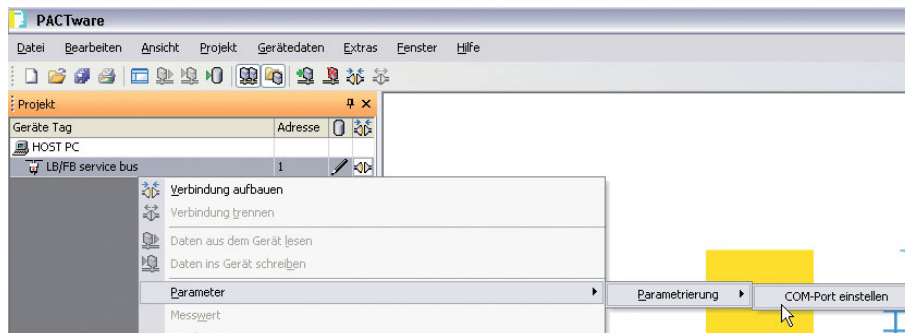 PACTware
Datei Bearbeiten Ansicht Projekt Gerätedaten Extras Fenster Hilfe
Projekt
Geräte Tag Adresse
HOST PC
LB/FB service bus 1
Verbindung aufbauen
Verbindung trennen
Daten aus dem Gerät lesen
Daten ins Gerät schreiben
Parameter
Parametrierung
COM-Port einstellen
Messwert